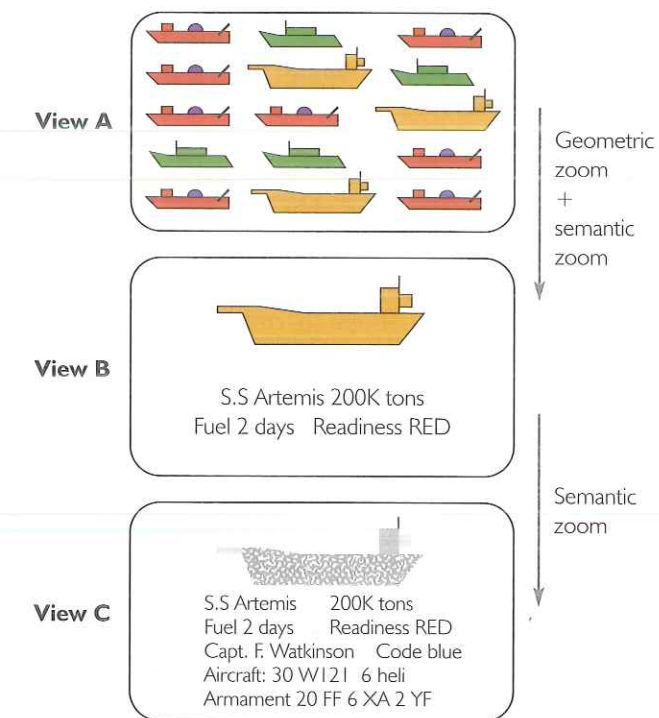 View A
Geometric
zoom
+
semantic
zoom
View B
S.S Artemis 200K tons
Fuel 2 days Readiness RED
Semantic
zoom
View C
S.S Artemis 200K tons
Fuel 2 days Readiness RED
Capt. F. Watkinson Code blue
Aircraft: 30 W121 6 heli
Armament 20 FF 6 XA 2 YF